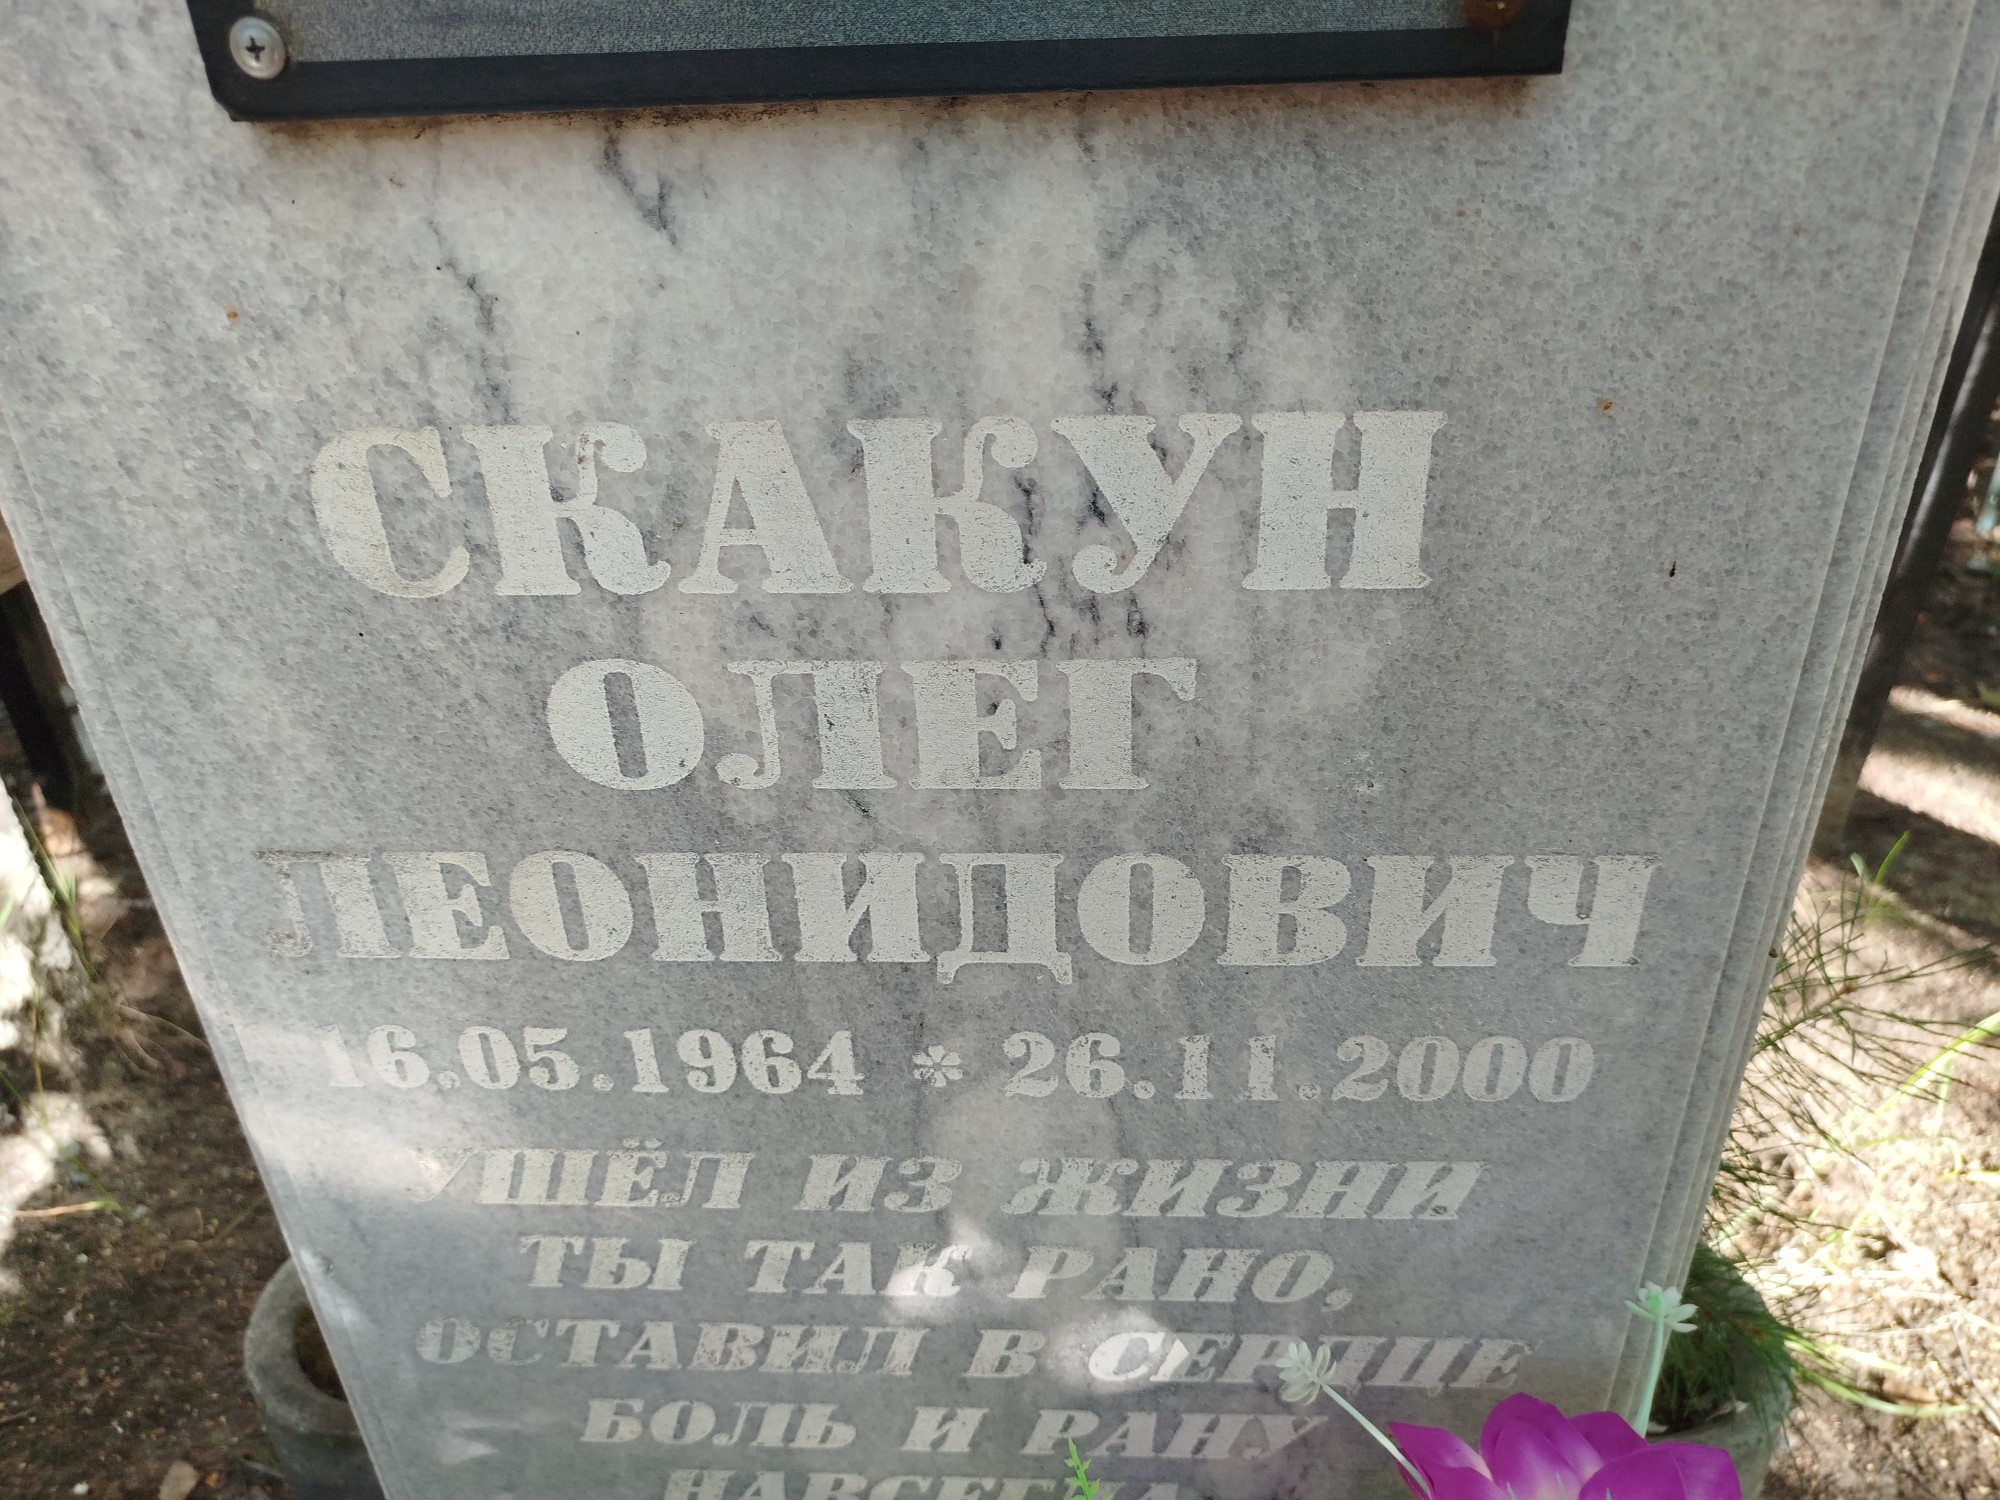 СКАКУН
ОЛЕГ
ЛЕОНИДОВИЧ
16.05.1964 * 26.11.2000
УШЁЛ ИЗ ЖИЗНИ
ТЫ ТАК РАНО,
ОСТАВИЛ В СЕРДЦЕ
БОЛЬ И РАНУ
НАВСЕГДА